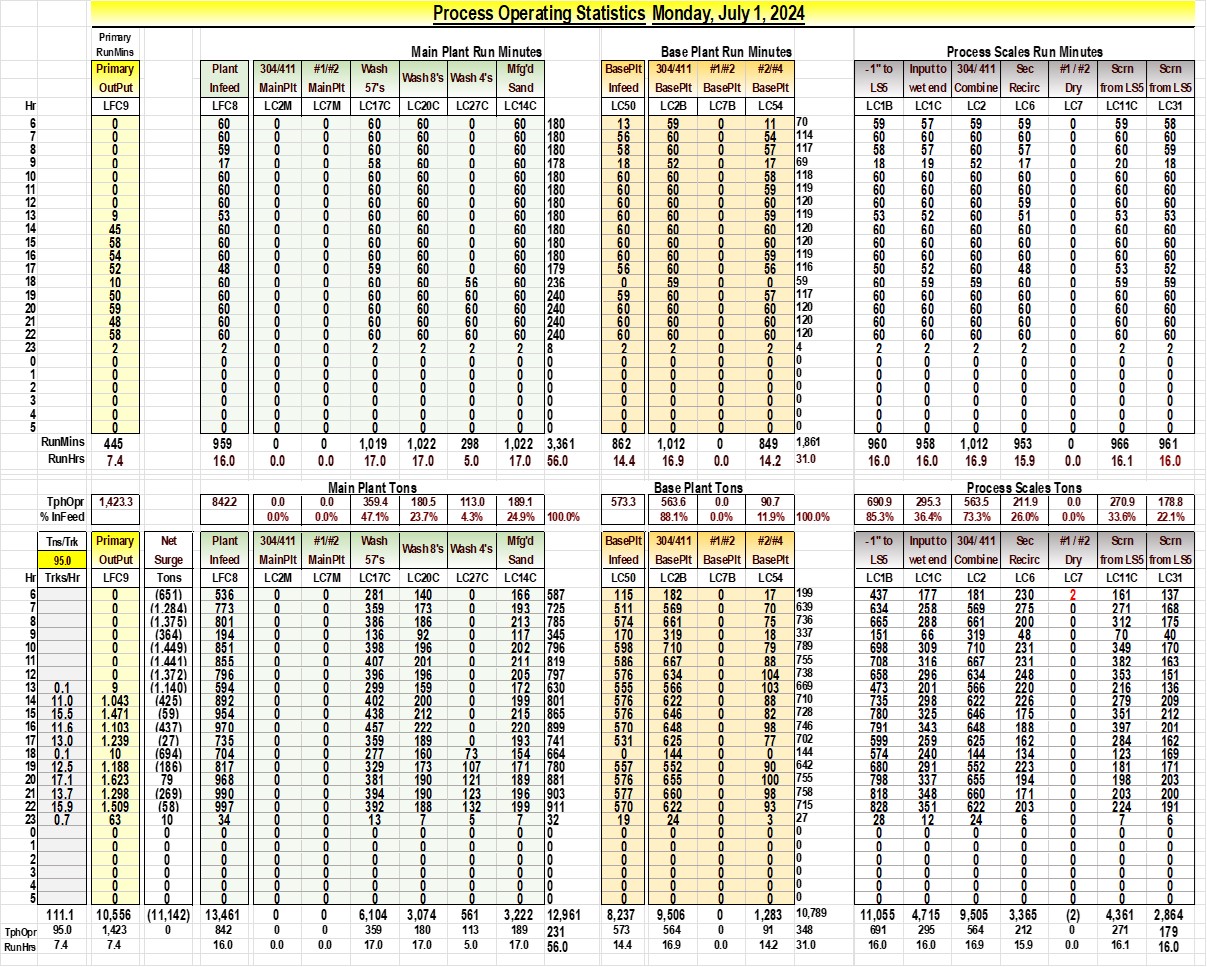 Process Operating Statistics Monday, July 1, 2024
Primary
RunMins Main Plant Run Minutes Base Plant Run Minutes Process Scales Run Minutes
Primary Plant 304/411 #1/#2 Wash Wash 8's Wash 4's Mfg'd BasePlt 304/411 #1/#2 #2/#4 -1" to Input to 304/ 411 Sec #1 / #2 Scrn Scrn
OutPut Infeed MainPlt MainPlt 57's Sand Infeed BasePlt BasePlt BasePlt LS5 wet end Combine Recirc Dry from LS5 from LS5
Hr LFC9 LFC8 LC2M LC7M LC17C LC20C LC27C LC14C LC50 LC2B LC7B LC54 LC1B LC1C LC2 LC6 LC7 LC11C LC31
6 0 60 0 0 60 60 0 60 180 13 59 0 11 70 59 57 59 59 0 59 58
7 0 60 0 0 60 60 0 60 180 56 60 0 54 114 60 60 60 60 0 60 60
8 0 59 0 0 60 60 0 60 180 58 60 0 57 117 58 57 60 57 0 60 59
9 0 17 0 0 58 60 0 60 178 18 52 0 17 69 18 19 52 17 0 20 18
10 0 60 0 0 60 60 0 60 180 60 60 0 58 118 60 60 60 60 0 60 60
11 0 60 0 0 60 60 0 60 180 60 60 0 59 119 60 60 60 60 0 60 60
12 0 60 0 0 60 60 0 60 180 60 60 0 60 120 60 60 60 59 0 60 60
13 9 53 0 0 60 60 0 60 180 60 60 0 59 119 53 52 60 51 0 53 53
14 45 60 0 0 60 60 0 60 180 60 60 0 60 120 60 60 60 60 0 60 60
15 58 60 0 0 60 60 0 60 180 60 60 0 60 120 60 60 60 60 0 60 60
16 54 60 0 0 60 60 0 60 180 60 60 0 59 119 60 60 60 60 0 60 60
17 52 48 0 0 59 60 0 60 179 56 60 0 56 116 50 52 60 48 0 53 52
18 10 60 0 0 60 60 56 60 236 0 59 0 0 59 60 59 59 60 0 59 59
19 50 60 0 0 60 60 60 60 240 59 60 0 57 117 60 60 60 60 0 60 60
20 59 60 0 0 60 60 60 60 240 60 60 0 60 120 60 60 60 60 0 60 60
21 48 60 0 0 60 60 60 60 240 60 60 0 60 120 60 60 60 60 0 60 60
22 58 60 0 0 60 60 60 60 240 60 60 0 60 120 60 60 60 60 0 60 60
23 2 2 0 0 2 2 2 2 8 2 2 0 2 4 2 2 2 2 0 2 2
0 0 0 0 0 0 0 0 0 0 0 0 0 0 0 0 0 0 0 0 0 0
1 0 0 0 0 0 0 0 0 0 0 0 0 0 0 0 0 0 0 0 0 0
2 0 0 0 0 0 0 0 0 0 0 0 0 0 0 0 0 0 0 0 0 0
3 0 0 0 0 0 0 0 0 0 0 0 0 0 0 0 0 0 0 0 0 0
4 0 0 0 0 0 0 0 0 0 0 0 0 0 0 0 0 0 0 0 0 0
5 0 0 0 0 0 0 0 0 0 0 0 0 0 0 0 0 0 0 0 0 0
RunMins 445 959 0 0 1,019 1,022 298 1,022 3,361 862 1,012 0 849 1,861 960 958 1,012 953 0 966 961
RunHrs 7.4 16.0 0.0 0.0 17.0 17.0 5.0 17.0 56.0 14.4 16.9 0.0 14.2 31.0 16.0 16.0 16.9 15.9 0.0 16.1 16.0
Main Plant Tons Base Plant Tons Process Scales Tons
TphOpr 1,423.3 842.2 0.0 0.0 359.4 180.5 113.0 189.1 573.3 563.6 0.0 90.7 690.9 295.3 563.5 211.9 0.0 270.9 178.8
% InFeed 0.0% 0.0% 47.1% 23.7% 4.3% 24.9% 100.0% 88.1% 0.0% 11.9% 100.0% 85.3% 36.4% 73.3% 26.0% 0.0% 33.6% 22.1%
Tns/Trk Primary Net Plant 304/411 #1/#2 Wash Wash 8's Wash 4's Mfg'd BasePlt 304/411 #1/#2 #2/#4 -1" to Input to 304/ 411 Sec #1 / #2 Scrn Scrn
95.0 OutPut Surge Infeed MainPlt MainPlt 57's Sand Infeed BasePlt BasePlt BasePlt LS5 wet end Combine Recirc Dry from LS5 from LS5
Hr Trks/Hr LFC9 Tons LFC8 LC2M LC7M LC17C LC20C LC27C LC14C LC50 LC2B LC7B LC54 LC1B LC1C LC2 LC6 LC7 LC11C LC31
6 0 (651) 536 0 0 281 140 0 166 587 115 182 0 17 199 437 177 181 230 2 161 137
7 0 (1.284) 773 0 0 359 173 0 193 725 511 569 0 70 639 634 258 569 275 0 271 168
8 0 (1.375) 801 0 0 386 186 0 213 785 574 661 0 75 736 665 288 661 200 0 312 175
9 0 (364) 194 0 0 136 92 0 117 345 170 319 0 18 337 151 66 319 48 0 70 40
10 0 (1.449) 851 0 0 398 196 0 202 796 698 710 0 79 789 698 309 710 231 0 349 170
11 0 (1.441) 855 0 0 407 201 0 211 819 586 667 0 88 755 708 316 667 231 0 382 163
12 0 (1.372) 796 0 0 396 196 0 205 797 576 634 0 104 738 658 296 634 248 0 353 151
13 0.1 9 (1.140) 594 0 0 299 159 0 172 630 555 566 0 103 669 473 201 566 220 0 216 136
14 11.0 1.043 (425) 892 0 0 402 200 0 199 801 576 622 0 88 710 735 298 622 226 0 279 209
15 15.5 1.471 (59) 954 0 0 438 212 0 215 865 576 646 0 82 728 780 325 646 175 0 351 212
16 11.6 1.103 (437) 970 0 0 457 222 0 220 899 570 648 0 98 746 791 343 648 188 0 397 201
17 13.0 1.239 (27) 735 0 0 359 189 0 193 741 531 625 0 77 702 599 259 625 162 0 284 162
18 0.1 10 (694) 704 0 0 277 160 73 154 664 0 144 0 0 144 574 240 144 134 0 123 169
19 12.5 1.188 (186) 817 0 0 329 173 107 171 780 557 552 0 90 642 680 291 552 223 0 181 171
20 17.1 1.623 79 968 0 0 381 190 121 189 881 576 655 0 100 755 798 337 655 194 0 198 203
21 13.7 1.298 (269) 990 0 0 394 190 123 196 903 577 660 0 98 758 818 348 660 171 0 203 200
22 15.9 1.509 (58) 997 0 0 392 188 132 199 911 570 622 0 93 715 828 351 622 203 0 224 191
23 0.7 63 10 34 0 0 13 7 5 7 32 19 24 0 3 27 28 12 24 6 0 7 6
0 0 0 0 0 0 0 0 0 0 0 0 0 0 0 0 0 0 0 0 0 0 0
1 0 0 0 0 0 0 0 0 0 0 0 0 0 0 0 0 0 0 0 0 0 0
2 0 0 0 0 0 0 0 0 0 0 0 0 0 0 0 0 0 0 0 0 0 0
3 0 0 0 0 0 0 0 0 0 0 0 0 0 0 0 0 0 0 0 0 0 0
4 0 0 0 0 0 0 0 0 0 0 0 0 0 0 0 0 0 0 0 0 0 0
5 0 0 0 0 0 0 0 0 0 0 0 0 0 0 0 0 0 0 0 0 0 0
111.1 10,556 (11,142) 13,461 0 0 6,104 3,074 561 3,222 12,961 8,237 9,506 0 1,283 10,789 11,055 4,715 9,505 3,365 (2) 4,361 2,864
TphOpr 95.0 1,423 0 842 0 0 359 180 113 189 231 573 564 0 91 348 691 295 564 212 0 271 179
RunHrs 7.4 7.4 16.0 0.0 0.0 17.0 17.0 5.0 17.0 56.0 14.4 16.9 0.0 14.2 31.0 16.0 16.0 16.9 15.9 0.0 16.1 16.0